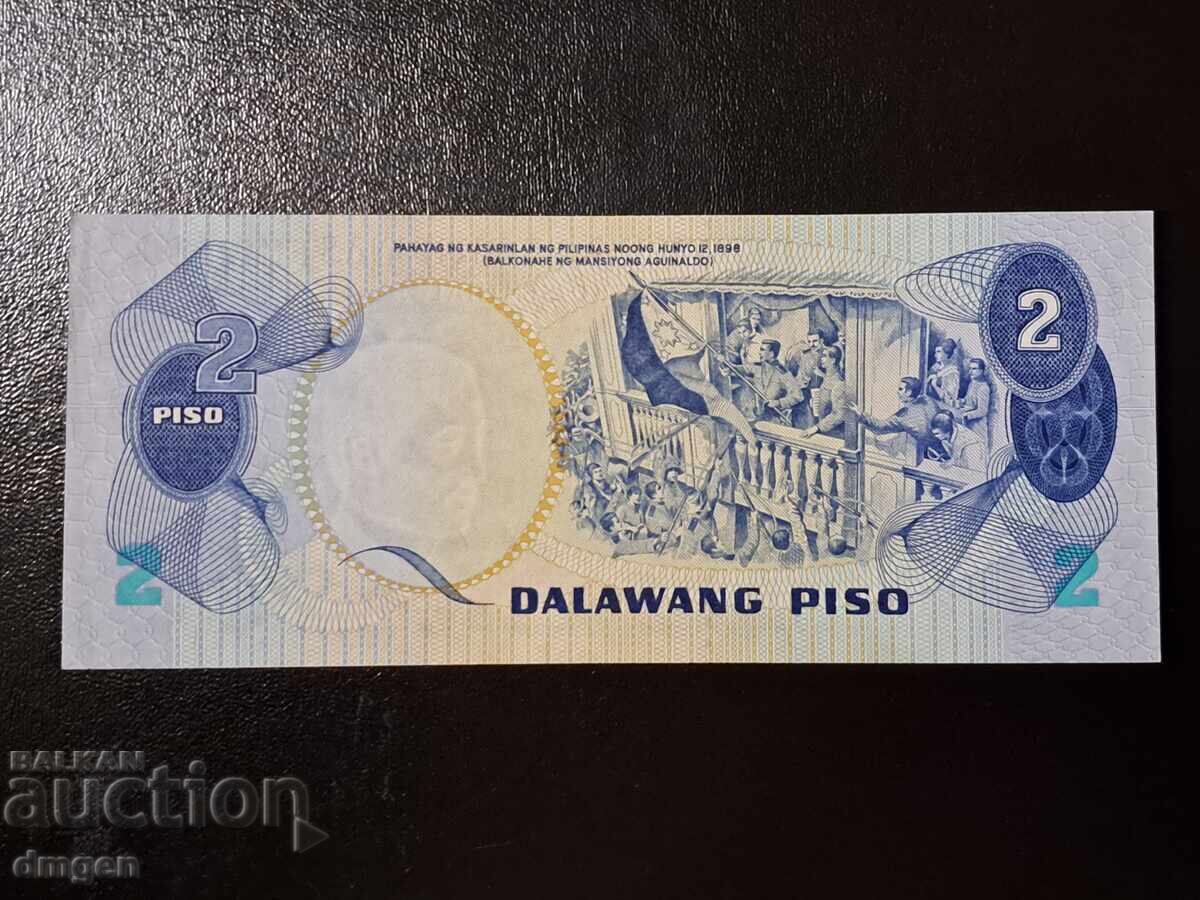 PAHAYAG NG KASARINLAN NG PILIPINAS NOONG HUNYO 12, 1898
(BALKONAHE NG MANSIYONG AGUINALDO)
2
2
PISO
2
2
DALAWANG PISO
BALKAN
auction
dmgen